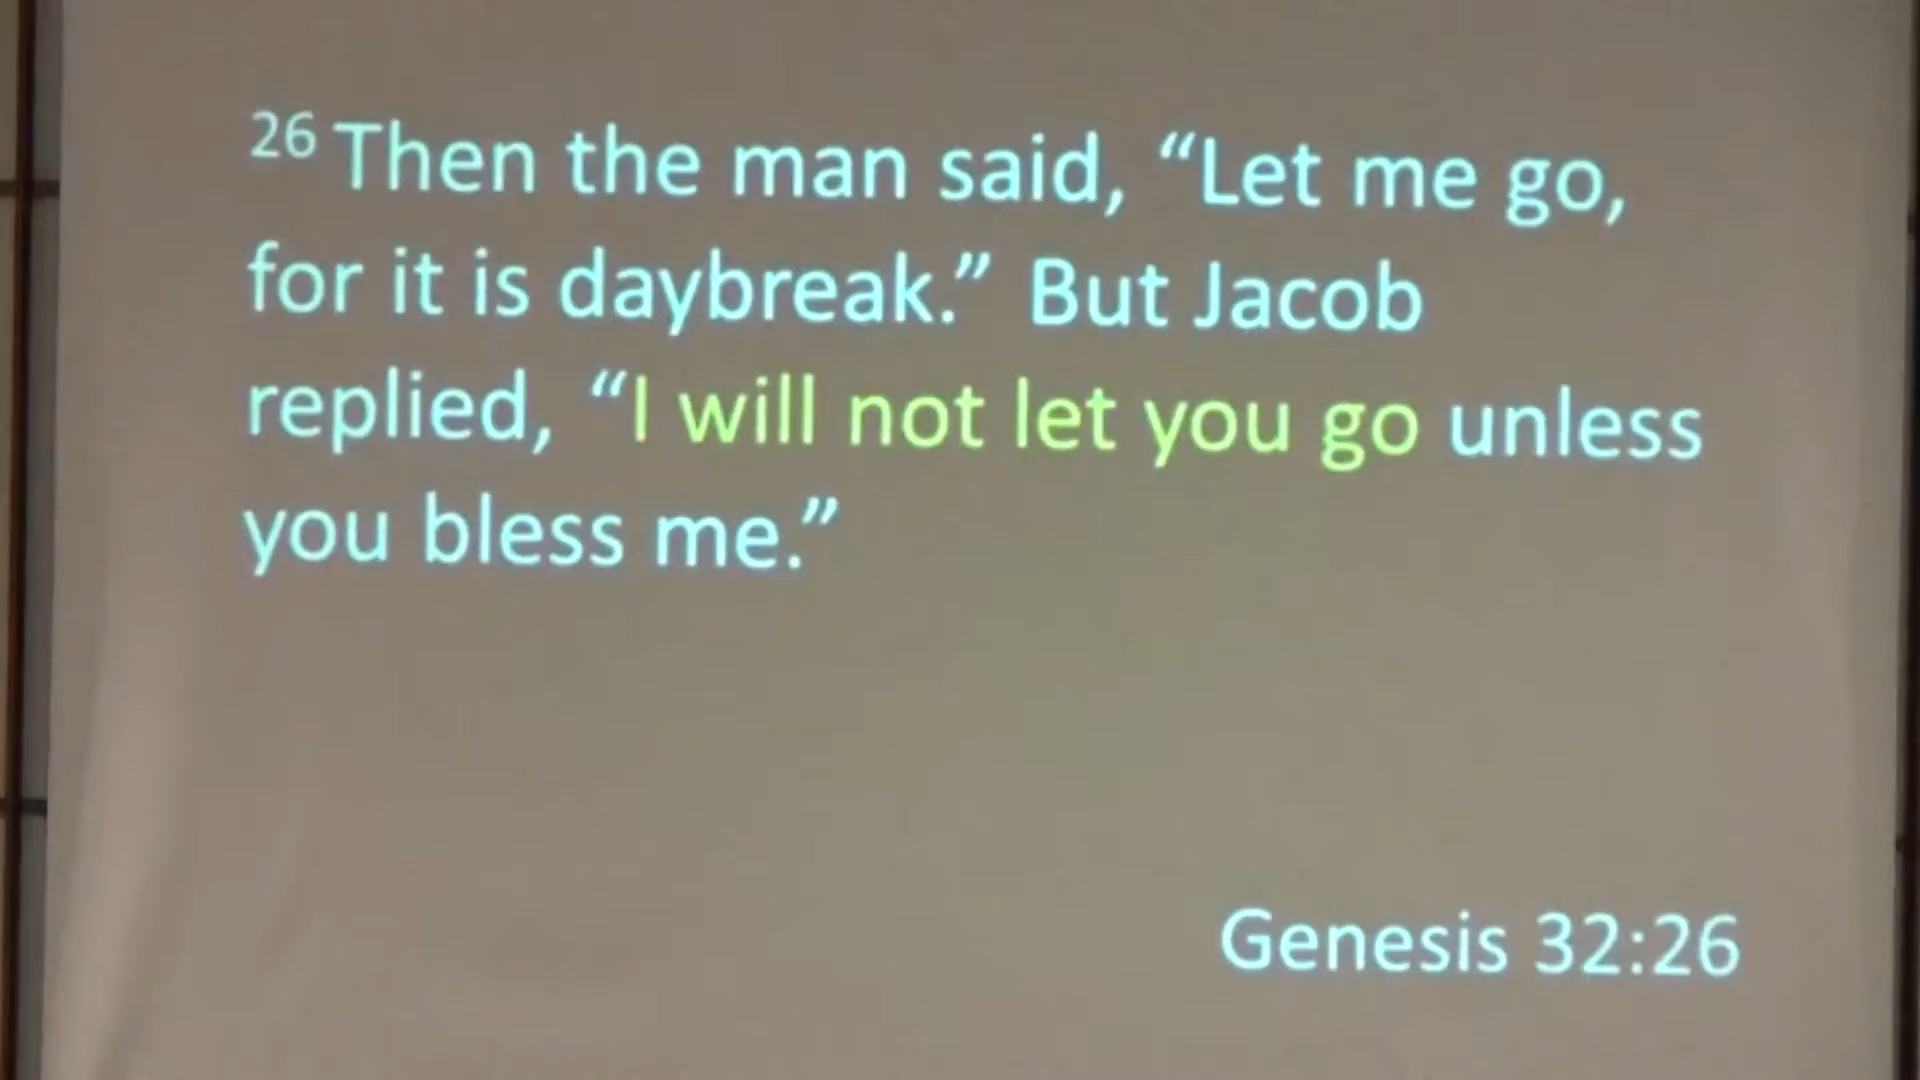 26 Then the man said, “Let me go,
for it is daybreak.” But Jacob
replied, “I will not let you go unless
you bless me.”
Genesis 32:26